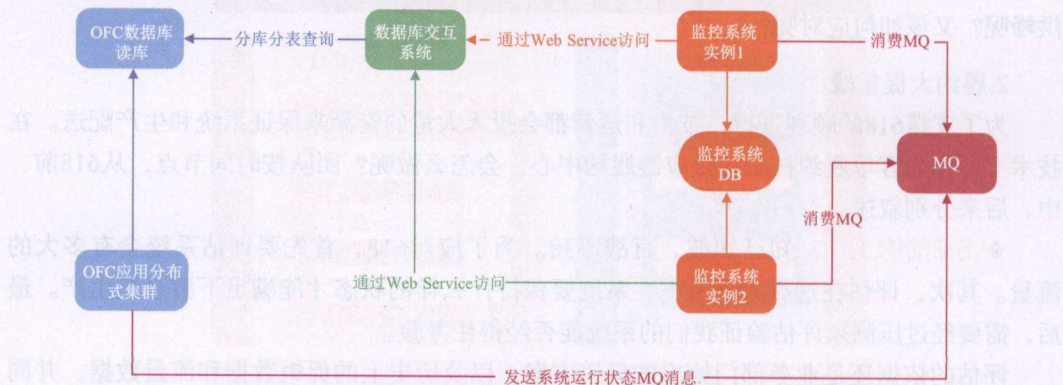 OFC数据库
读库
分库分表查询
数据库交互
系统
通过Web Service访问
监控系统
实例1
消费MQ
监控系统
DB
MQ
消费MQ
OFC应用分布
式集群
通过Web Service访问
监控系统
实例2
发送系统运行状态MQ消息